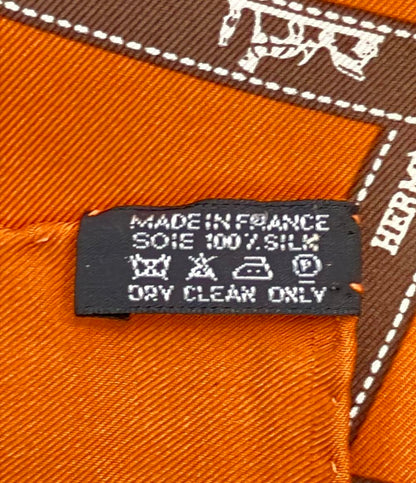 HERM
MADE IN FRANCE
SOIE 100% SILK
P
DRY CLEAN ONLY